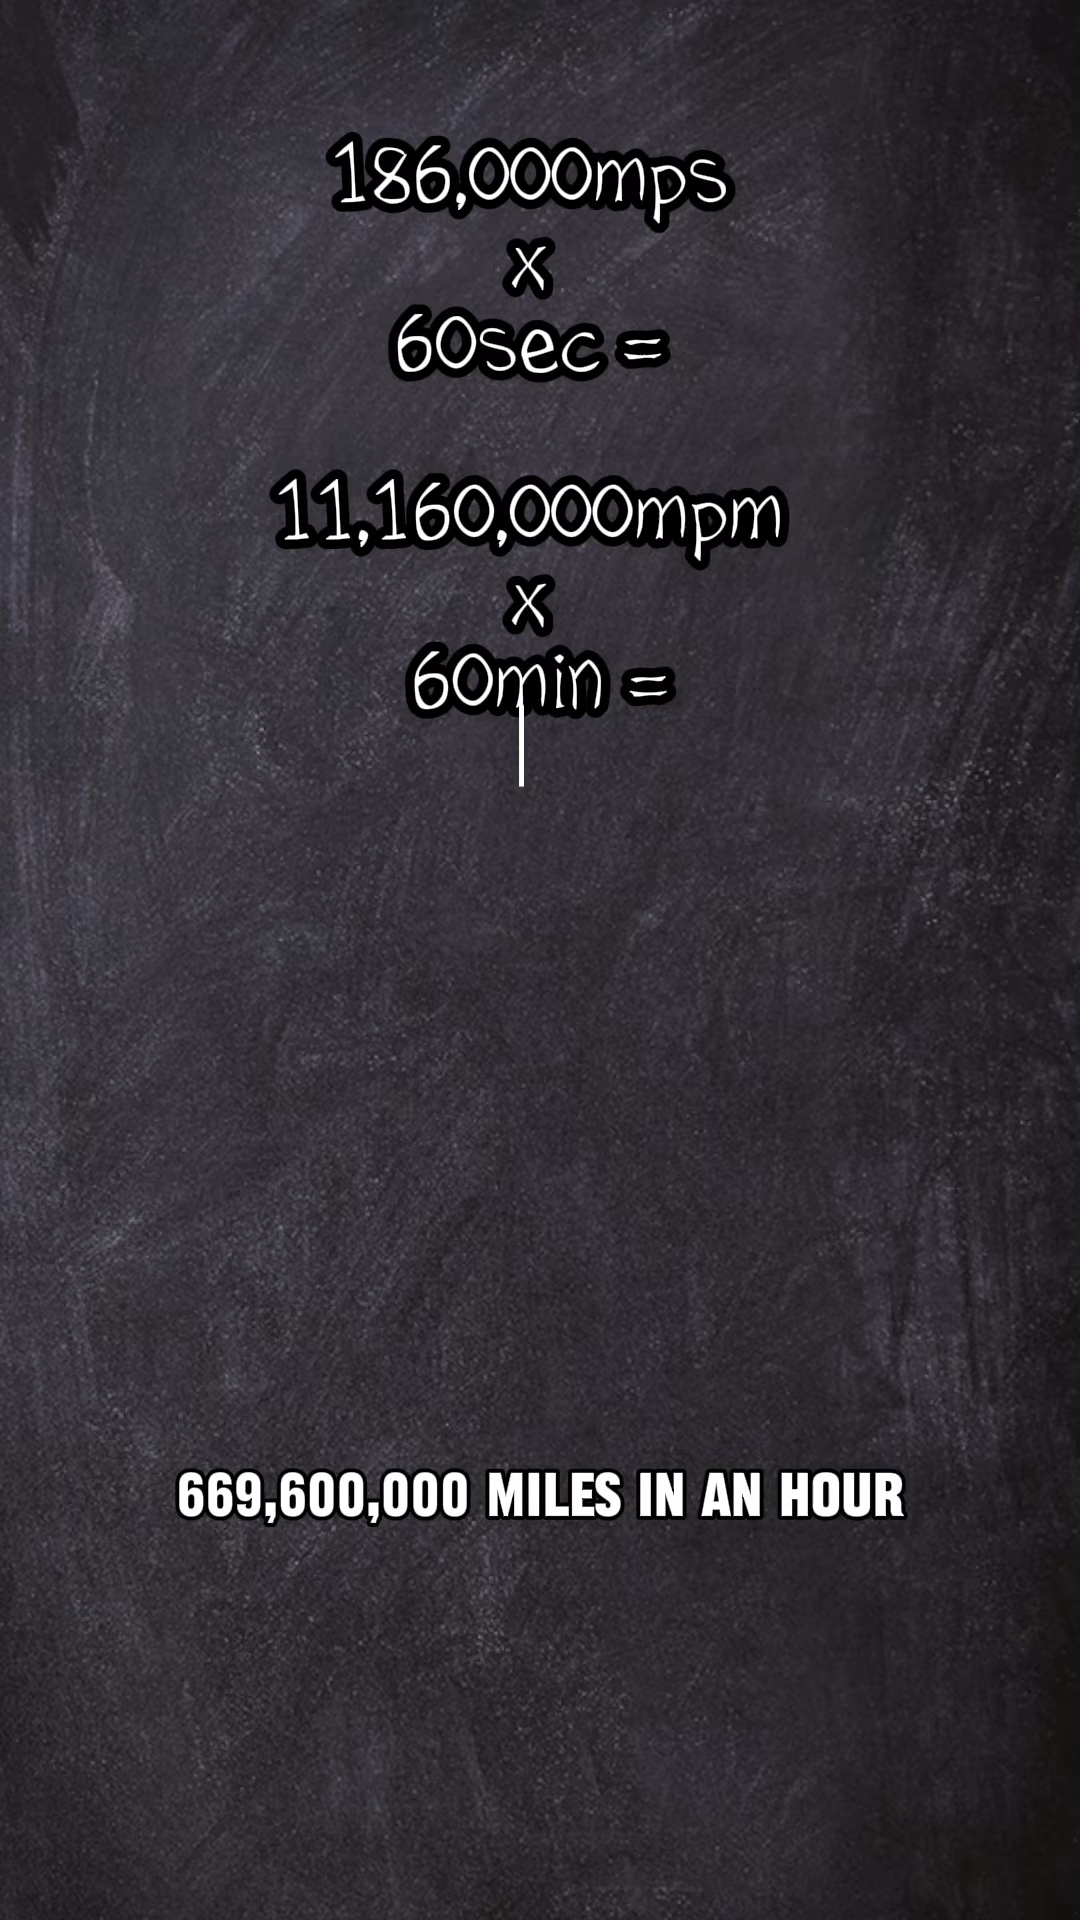 186,000mps
x
60sec =
11,160,000mpm
x
60min =
669,600,000 MILES IN AN HOUR